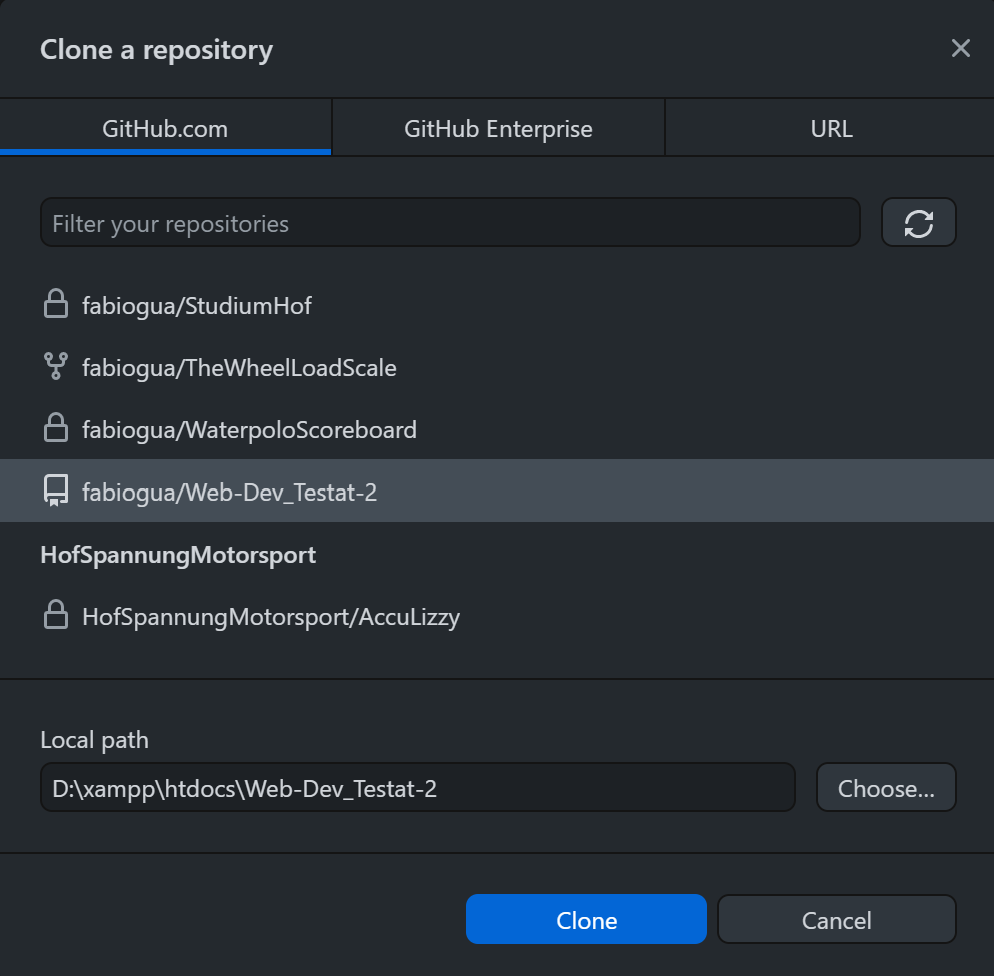 Clone a repository
GitHub.com
GitHub Enterprise
URL
Filter your repositories
fabiogua/StudiumHof
fabiogua/TheWheelLoadScale
fabiogua/WaterpoloScoreboard
fabiogua/Web-Dev_Testat-2
HofSpannungMotorsport
HofSpannungMotorsport/AccuLizzy
Local path
D:\xampp\htdocs\Web-Dev_Testat-2
Choose...
Clone
Cancel